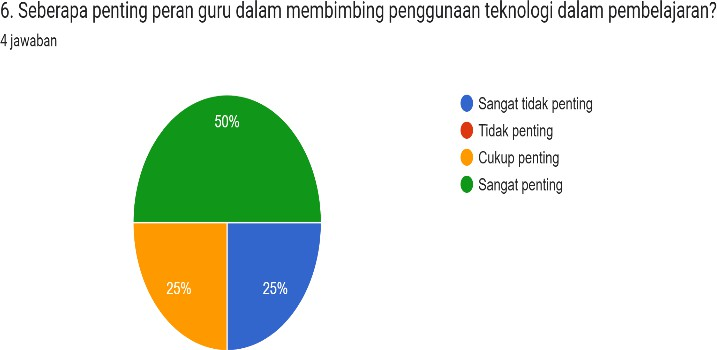 6. Seberapa penting peran guru dalam membimbing penggunaan teknologi dalam pembelajaran?
4 jawaban
50%
25%
25%
Sangat tidak penting
Tidak penting
Cukup penting
Sangat penting